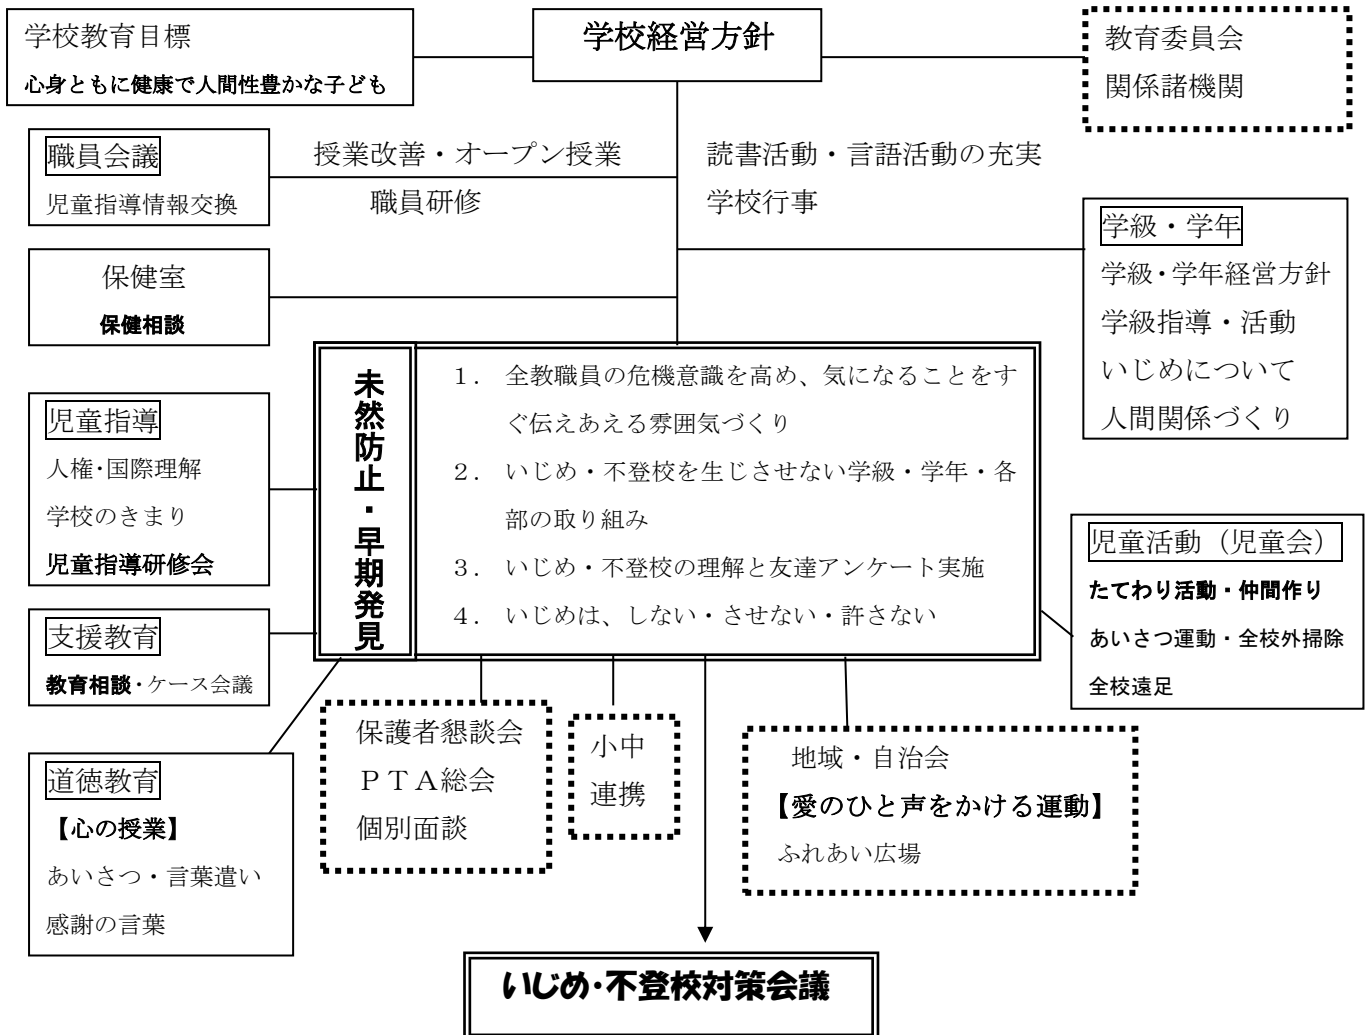 学校教育目標
心身ともに健康で人間性豊かな子ども
学校経営方針
教育委員会
関係諸機関
職員会議
児童指導情報交換
授業改善・オープン授業
職員研修
読書活動・言語活動の充実
学校行事
保健室
保健相談
学級・学年
学級・学年経営方針
学級指導・活動
いじめについて
人間関係づくり
未然防止・早期発見
１． 全教職員の危機意識を高め、気になることをす
ぐ伝えあえる雰囲気づくり
２． いじめ・不登校を生じさせない学級・学年・各
部の取り組み
３． いじめ・不登校の理解と友達アンケート実施
４． いじめは、しない・させない・許さない
児童指導
人権・国際理解
学校のきまり
児童指導研修会
支援教育
教育相談・ケース会議
児童活動（児童会）
たてわり活動・仲間作り
あいさつ運動・全校外掃除
全校遠足
道徳教育
【心の授業】
あいさつ・言葉遣い
感謝の言葉
保護者懇談会
ＰＴＡ総会
個別面談
小中
連携
地域・自治会
【愛のひと声をかける運動】
ふれあい広場
いじめ・不登校対策会議